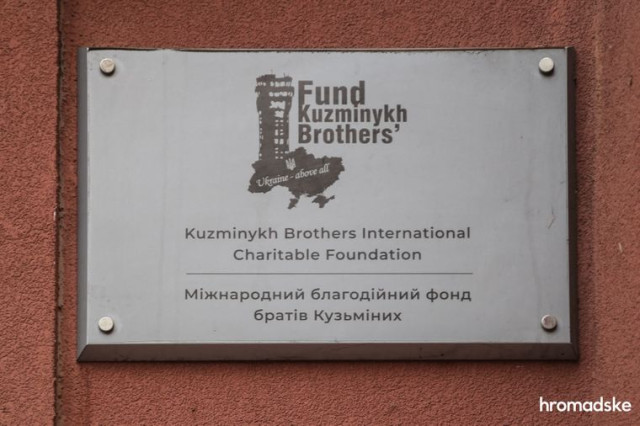 Fund
Kuzminykh
Brothers'
Ukraine - above all
Kuzminykh Brothers International
Charitable Foundation
Міжнародний благодійний фонд
братів Кузьміних
hromadske